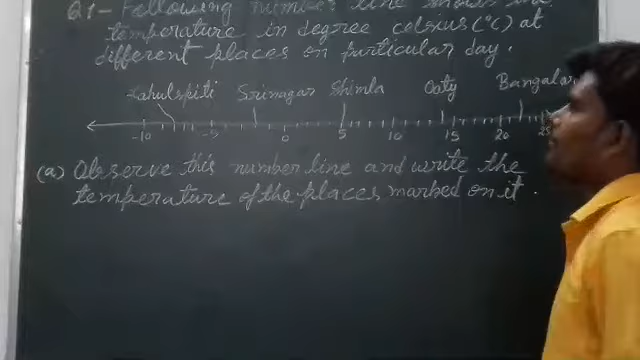 Q1- Following number line shows the
temperature in degree celsius (°C) at
different places on particular day.
Lahulspiti Srinagar Shimla Ooty Bangalor
-10 -5 0 5 10 15 20 25
(a) Observe this number line and write the
temperature of the places marked on it.